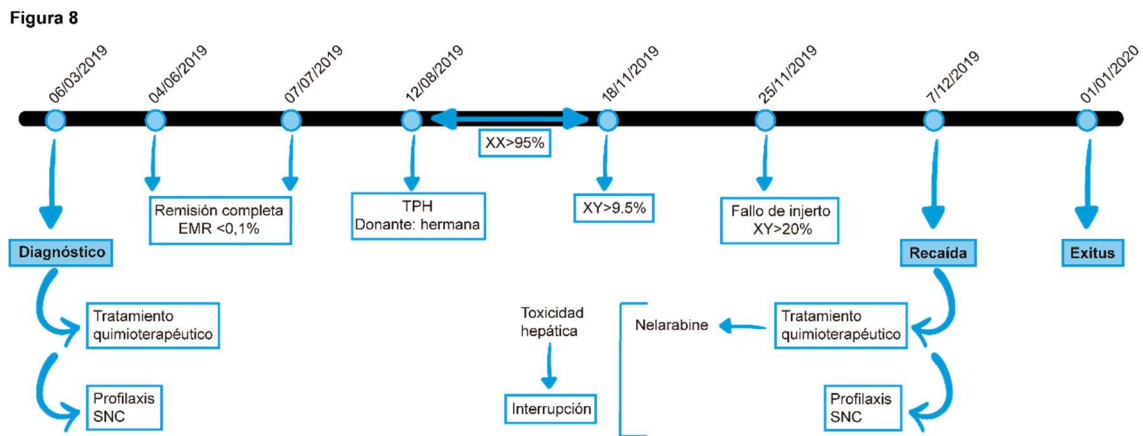 Figura 8
06/03/2019
04/06/2019
07/07/2019
12/08/2019
18/11/2019
25/11/2019
7/12/2019
01/01/2020
XX>95%
Remisión completa
EMR <0,1%
TPH
Donante: hermana
XY>9.5%
Fallo de injerto
XY>20%
Diagnóstico
Recaída
Exitus
Tratamiento
quimioterapéutico
Profilaxis
SNC
Toxicidad
hepática
Interrupción
Nelarabine
Tratamiento
quimioterapéutico
Profilaxis
SNC